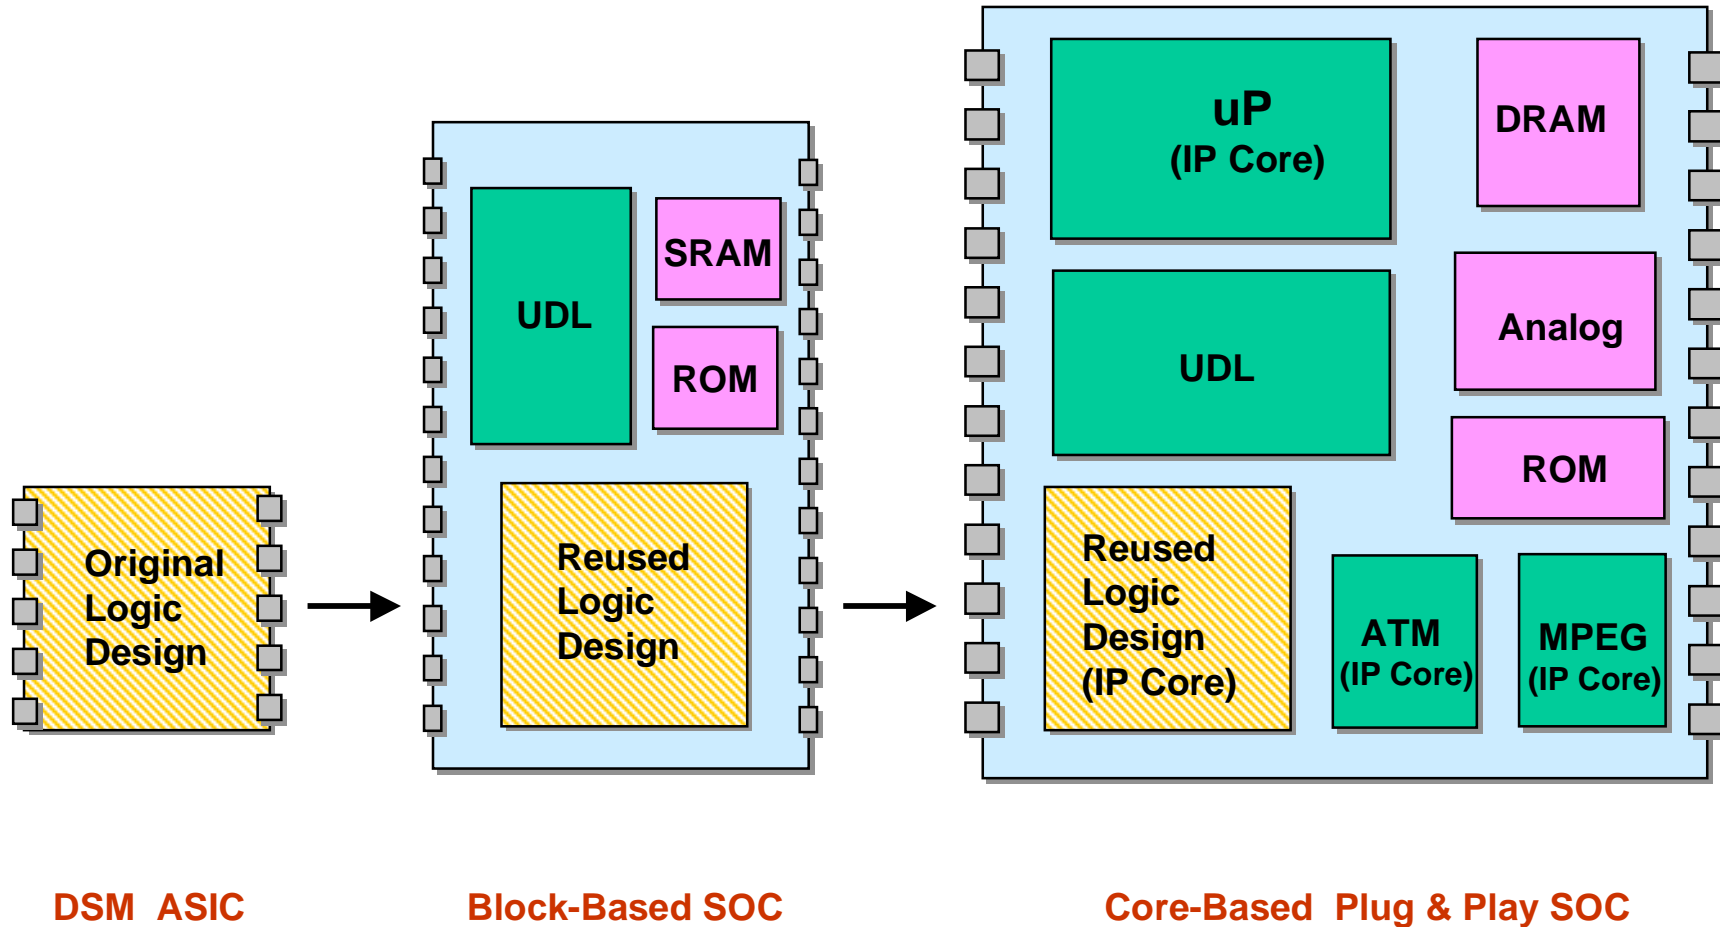 Original
Logic
Design
UDL
SRAM
ROM
Reused
Logic
Design
uP
(IP Core)
DRAM
UDL
Analog
ROM
Reused
Logic
Design
(IP Core)
ATM
(IP Core)
MPEG
(IP Core)
DSM ASIC
Block-Based SOC
Core-Based Plug & Play SOC